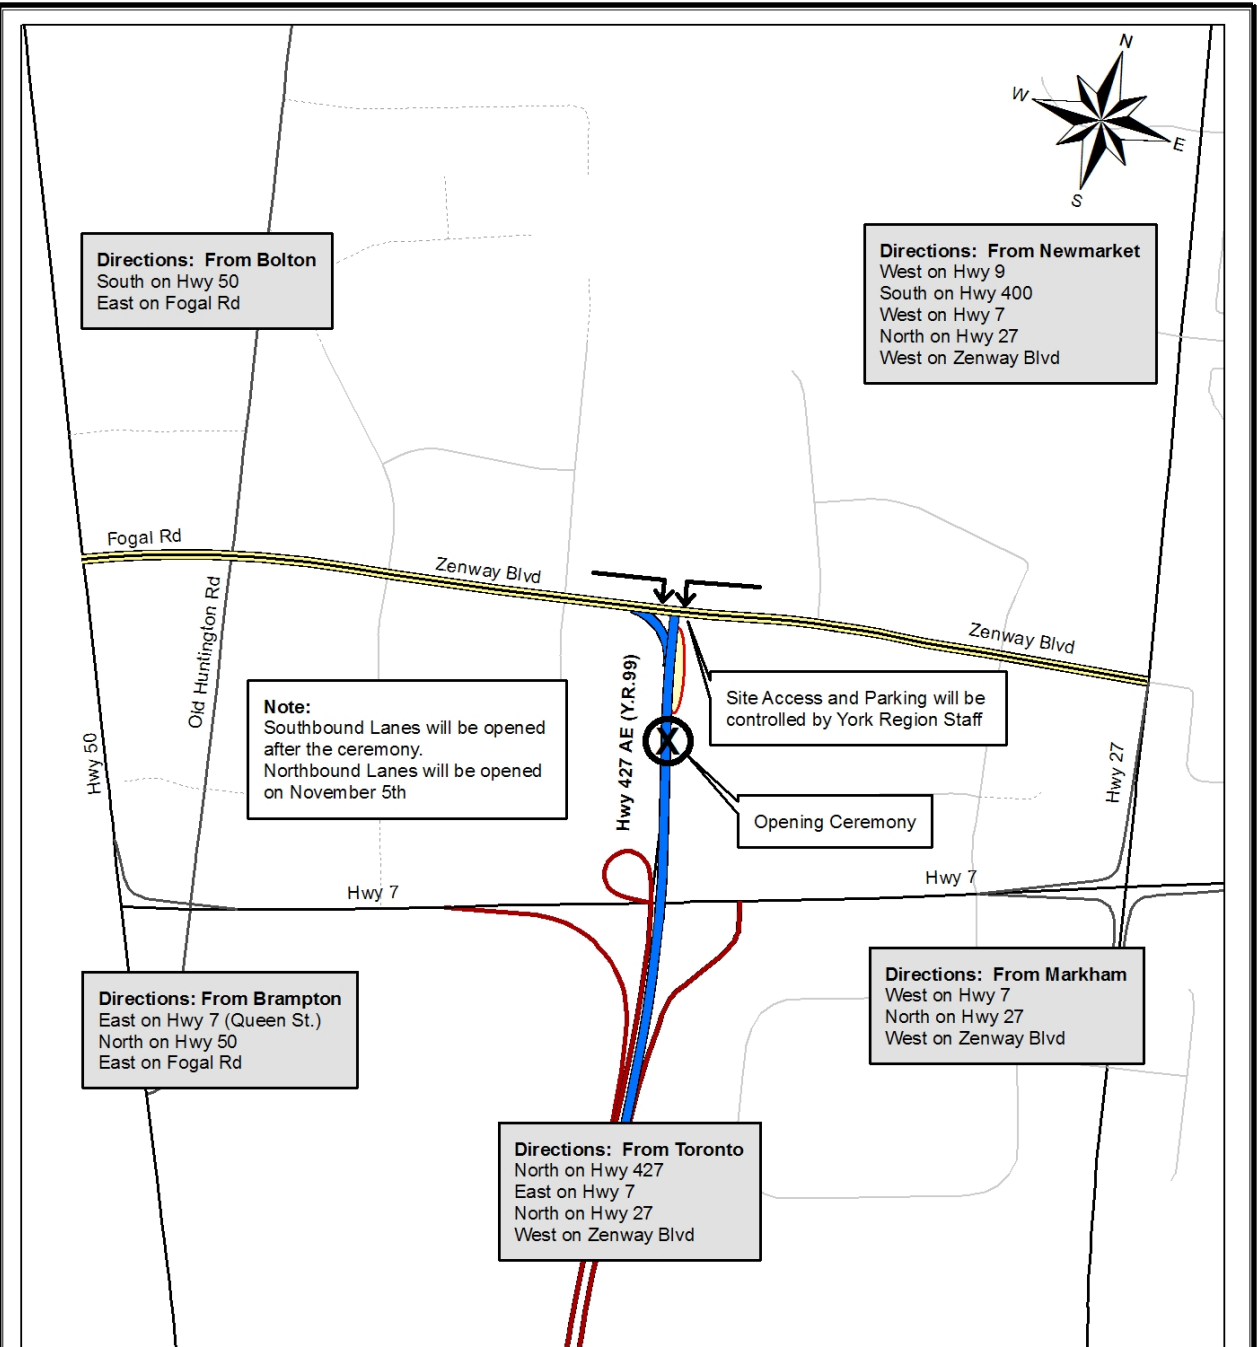 N
W
E
S
Directions: From Bolton
South on Hwy 50
East on Fogal Rd
Directions: From Newmarket
West on Hwy 9
South on Hwy 400
West on Hwy 7
North on Hwy 27
West on Zenway Blvd
Fogal Rd
Zenway Blvd
Zenway Blvd
Old Huntington Rd
Hwy 427 AE (Y.R.99)
Site Access and Parking will be
controlled by York Region Staff
Note:
Southbound Lanes will be opened
after the ceremony.
Northbound Lanes will be opened
on November 5th
X
Hwy 50
Hwy 27
Opening Ceremony
Hwy 7
Hwy 7
Directions: From Brampton
East on Hwy 7 (Queen St.)
North on Hwy 50
East on Fogal Rd
Directions: From Markham
West on Hwy 7
North on Hwy 27
West on Zenway Blvd
Directions: From Toronto
North on Hwy 427
East on Hwy 7
North on Hwy 27
West on Zenway Blvd